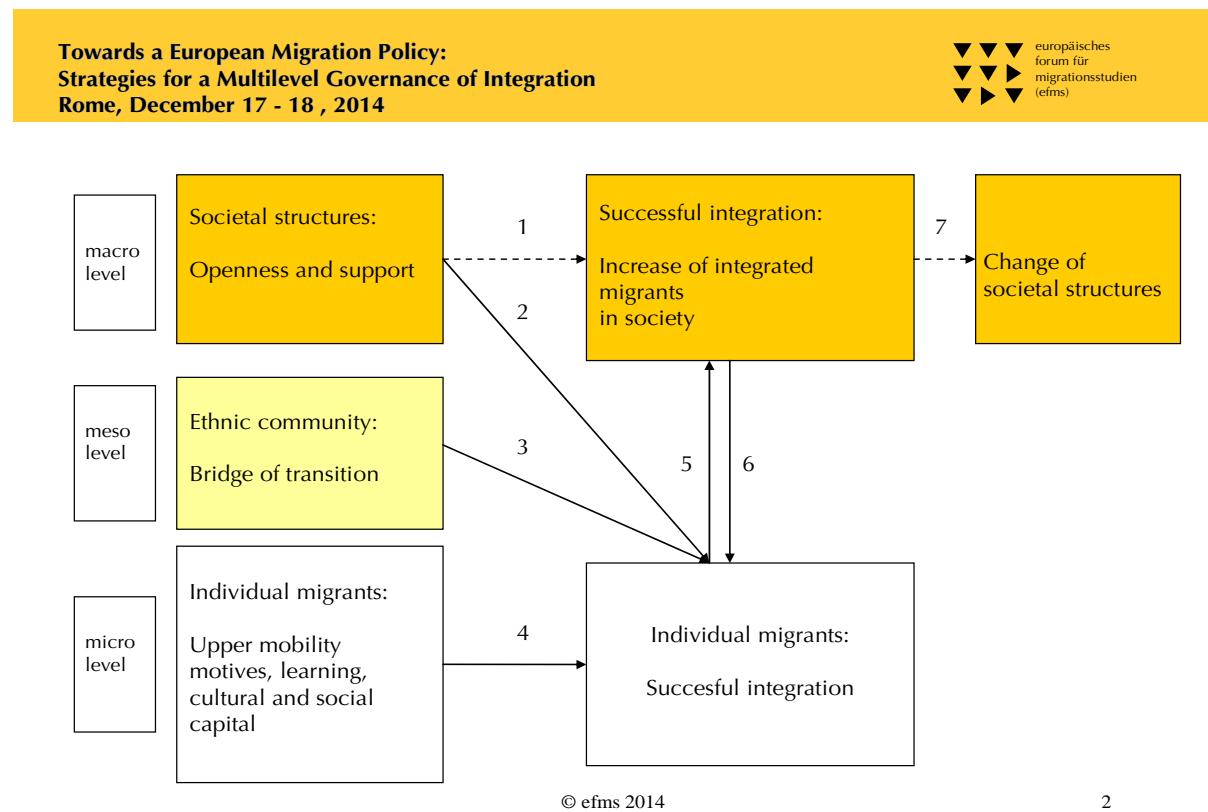 Towards a European Migration Policy:
Strategies for a Multilevel Governance of Integration
Rome, December 17 - 18 , 2014
europäisches
forum für
migrationsstudien
(efms)
macro
level
Societal structures:
Openness and support
1
2
Successful integration:
Increase of integrated
migrants
in society
7
Change of
societal structures
meso
level
Ethnic community:
Bridge of transition
3
5
6
micro
level
Individual migrants:
Upper mobility
motives, learning,
cultural and social
capital
4
Individual migrants:
Succesful integration
© efms 2014
2